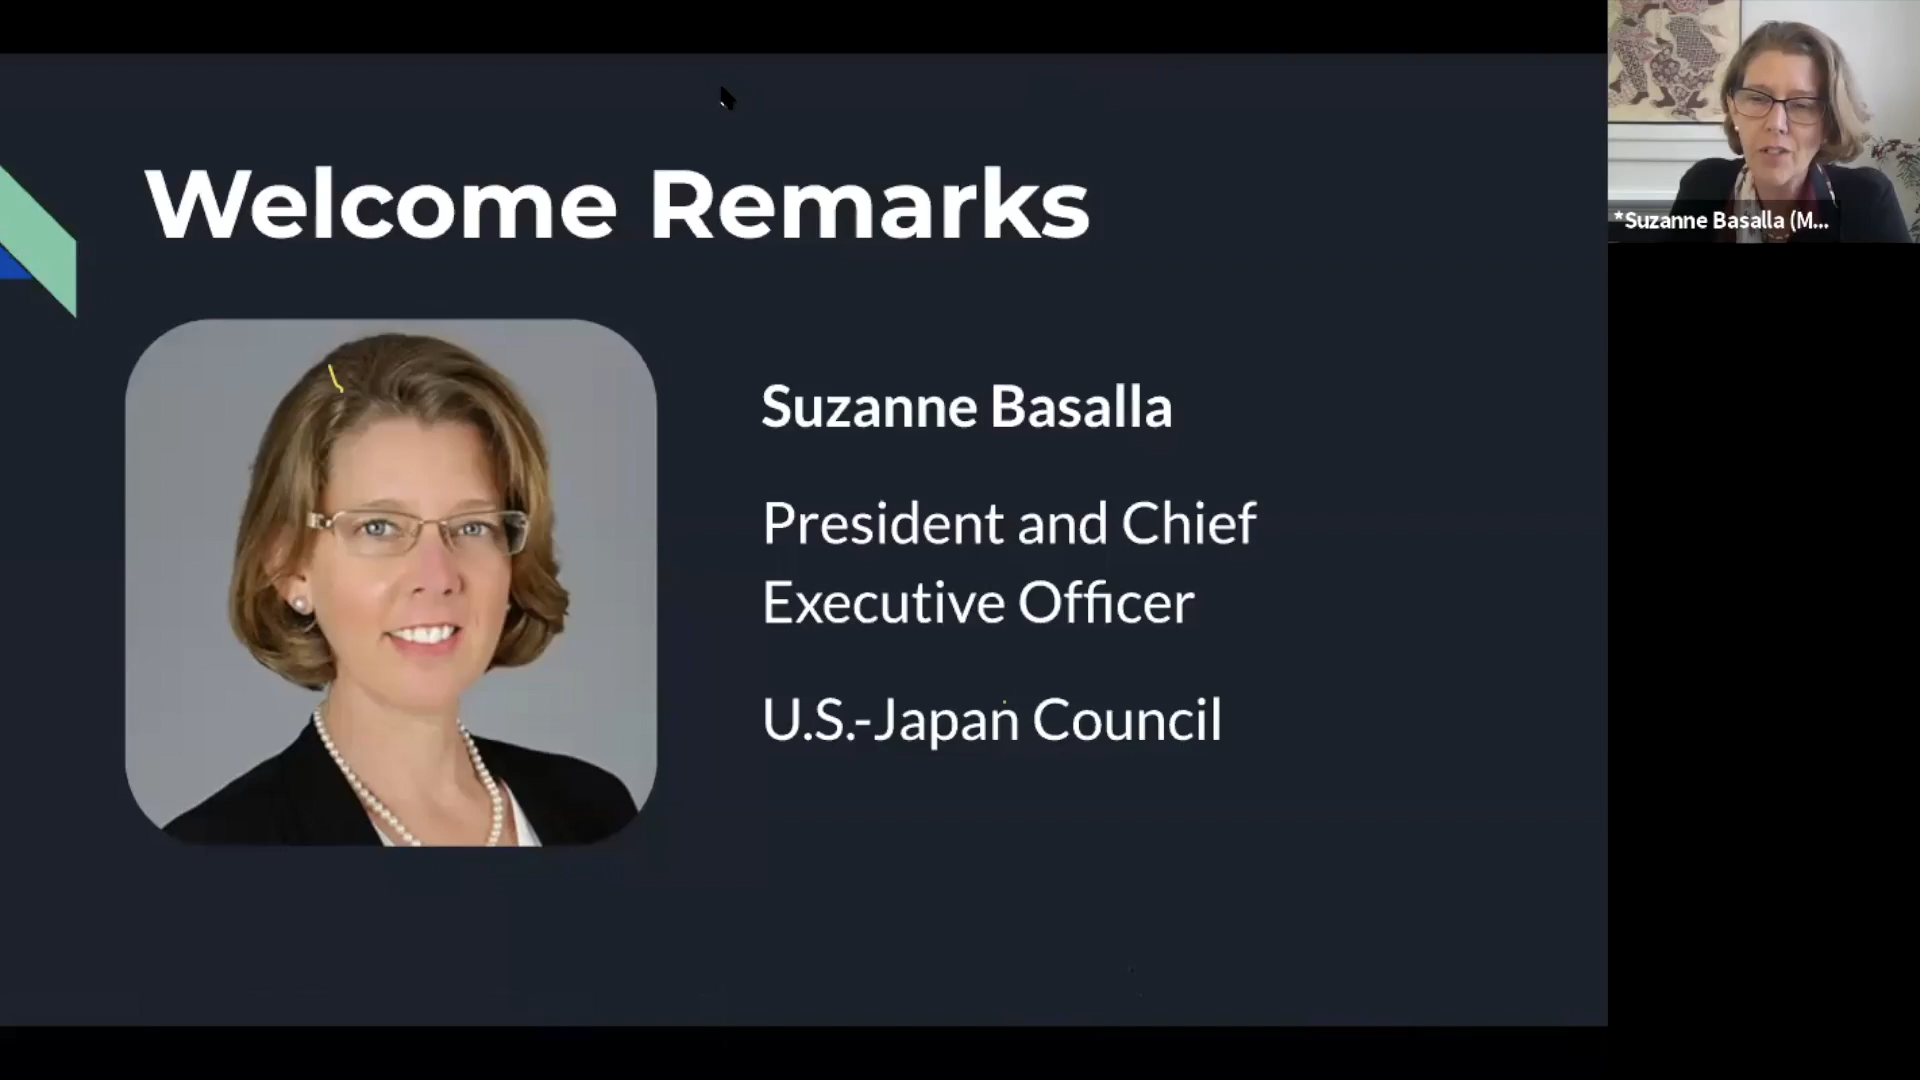 Welcome Remarks
Suzanne Basalla
President and Chief
Executive Officer
U.S.-Japan Council
*Suzanne Basalla (M...